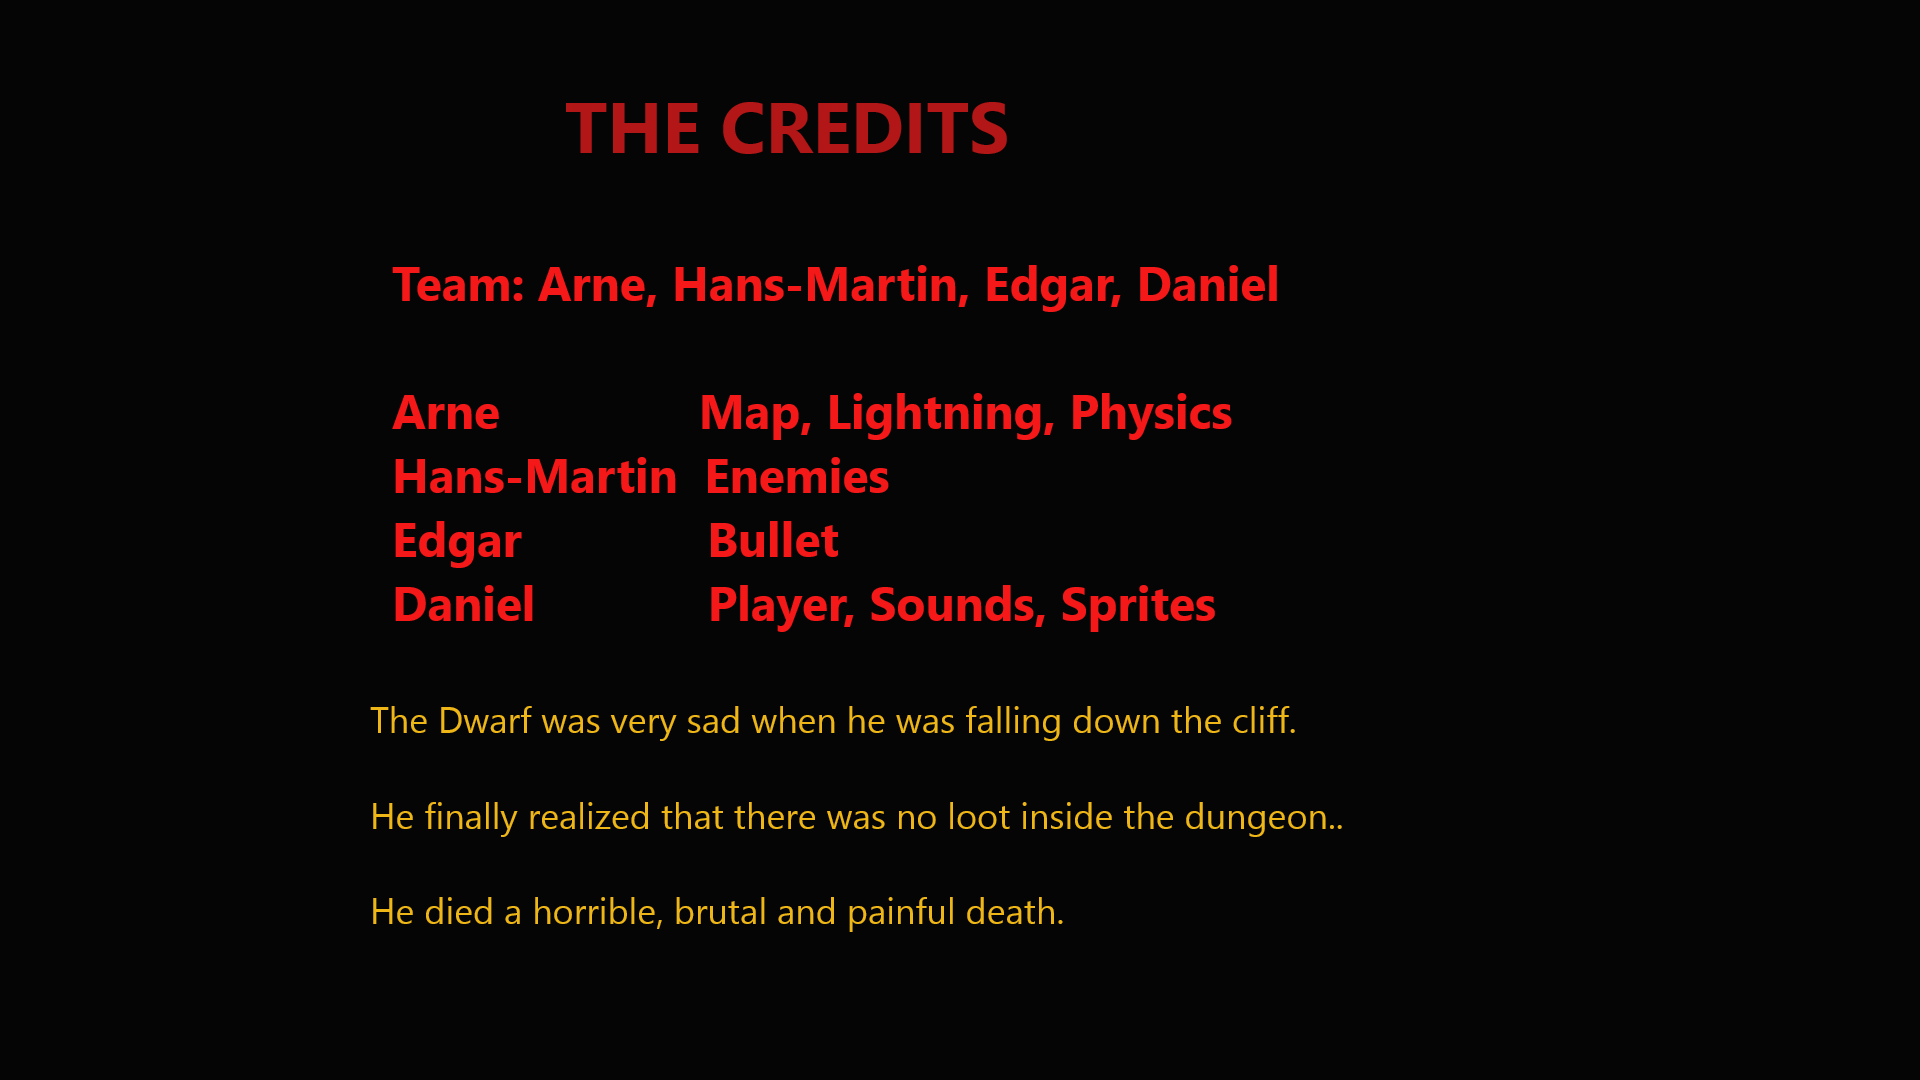 THE CREDITS
Team: Arne, Hans-Martin, Edgar, Daniel
Arne Map, Lightning, Physics
Hans-Martin Enemies
Edgar Bullet
Daniel Player, Sounds, Sprites
The Dwarf was very sad when he was falling down the cliff.
He finally realized that there was no loot inside the dungeon..
He died a horrible, brutal and painful death.